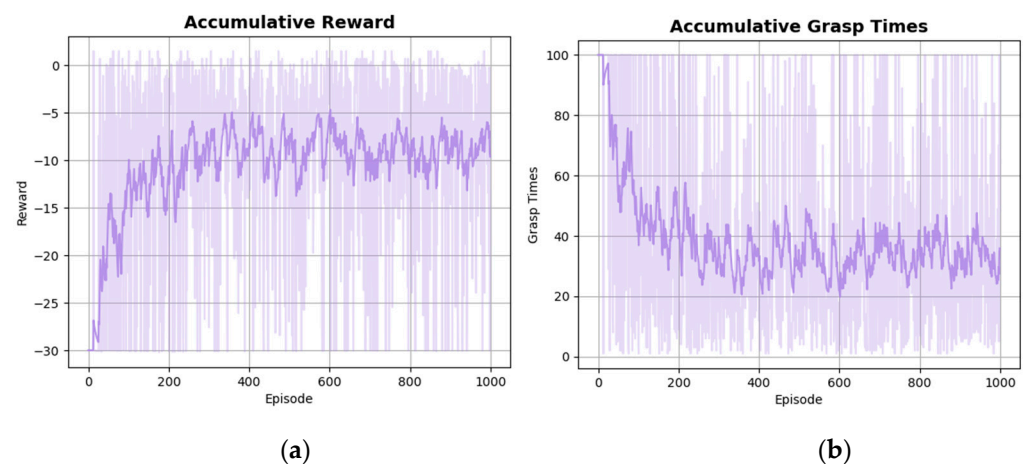 Accumulative Reward
0
−5
−10
−15
−20
−25
−30
Reward
0 200 400 600 800 1000
Episode
(a)
Accumulative Grasp Times
100
80
60
40
20
0
Grasp Times
0 200 400 600 800 1000
Episode
(b)